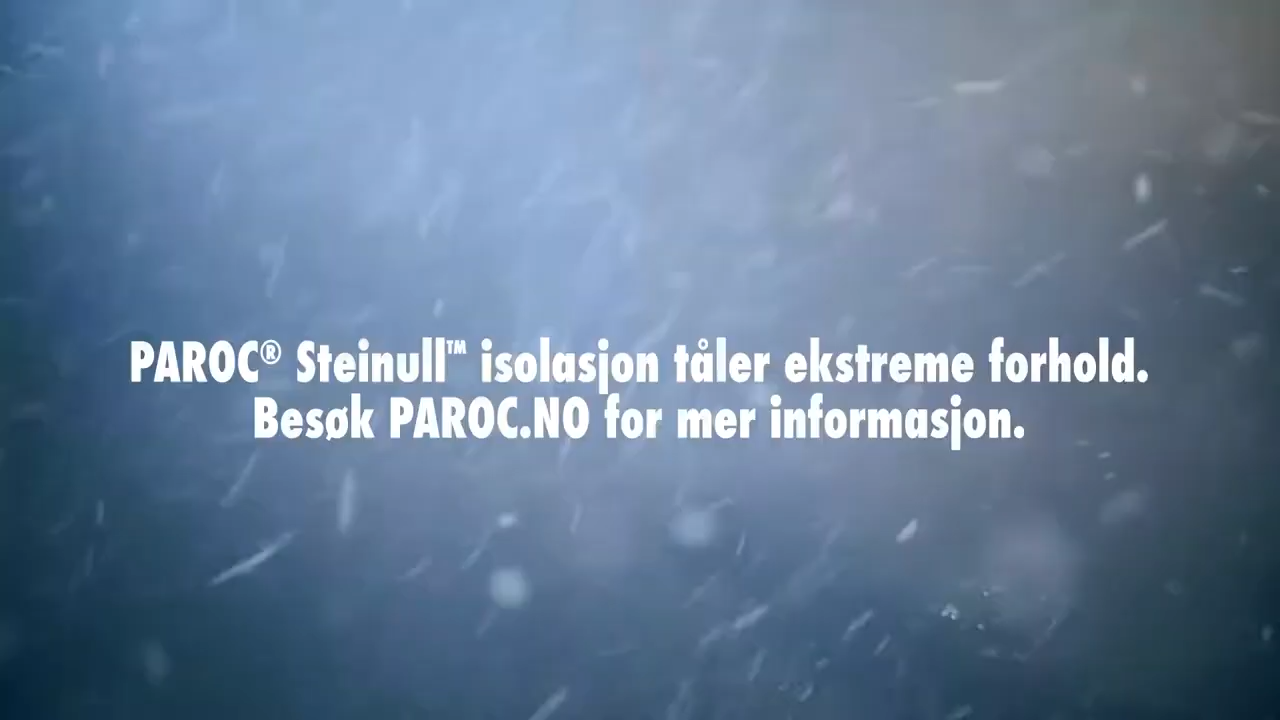 PAROC® Steinull™ isolasjon tåler ekstreme forhold.
Besøk PAROC.NO for mer informasjon.